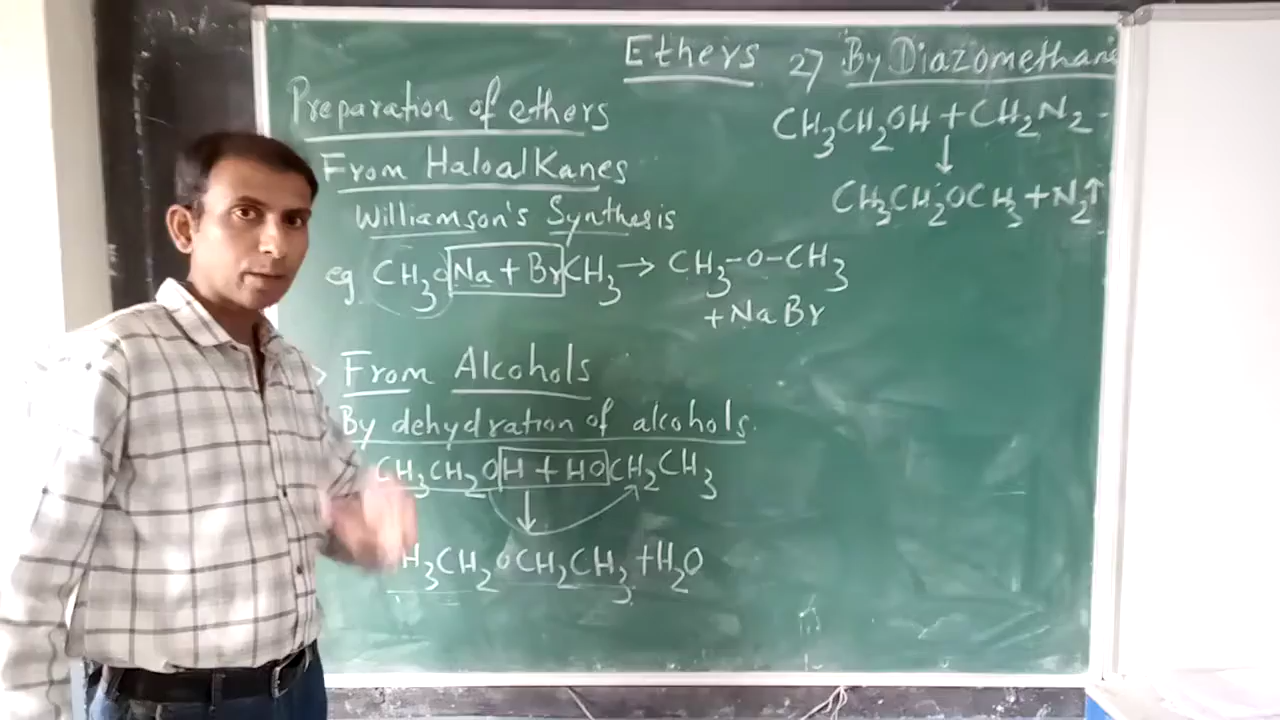 Ethers
Preparation of ethers
From Haloalkanes
Williamson's Synthesis
eg CH₃ONa + BrCH₃ → CH₃-O-CH₃
+ NaBr
From Alcohols
By dehydration of alcohols.
CH₃CH₂OH + HOCH₂CH₃
↓
H₃CH₂OCH₂CH₃ + H₂O
2) By Diazomethane
CH₃CH₂OH + CH₂N₂
↓
CH₃CH₂OCH₃ + N₂↑